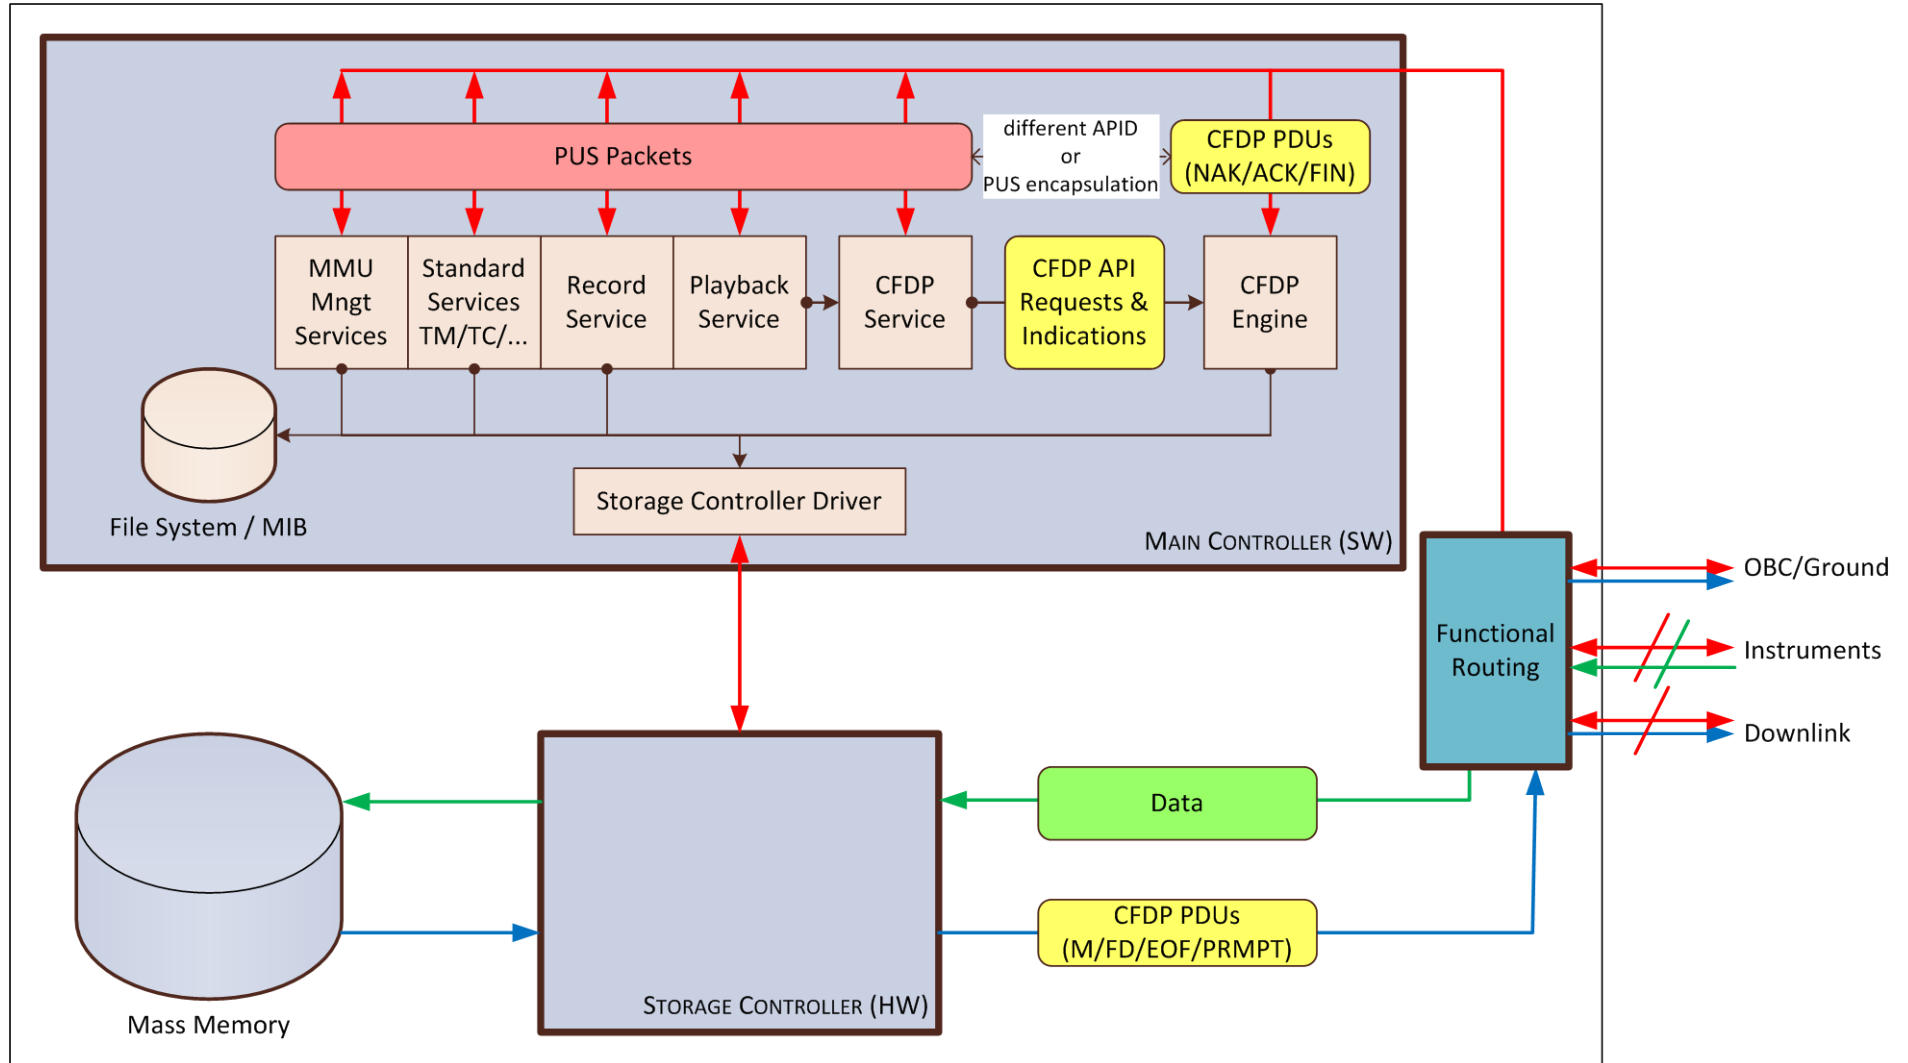 PUS Packets
different APID
or
PUS encapsulation
CFDP PDUs
(NAK/ACK/FIN)
MMU
Mngt
Services
Standard
Services
TM/TC/...
Record
Service
Playback
Service
CFDP
Service
CFDP API
Requests &
Indications
CFDP
Engine
File System / MIB
Storage Controller Driver
MAIN CONTROLLER (SW)
Functional
Routing
OBC/Ground
Instruments
Downlink
Data
CFDP PDUs
(M/FD/EOF/PRMPT)
STORAGE CONTROLLER (HW)
Mass Memory